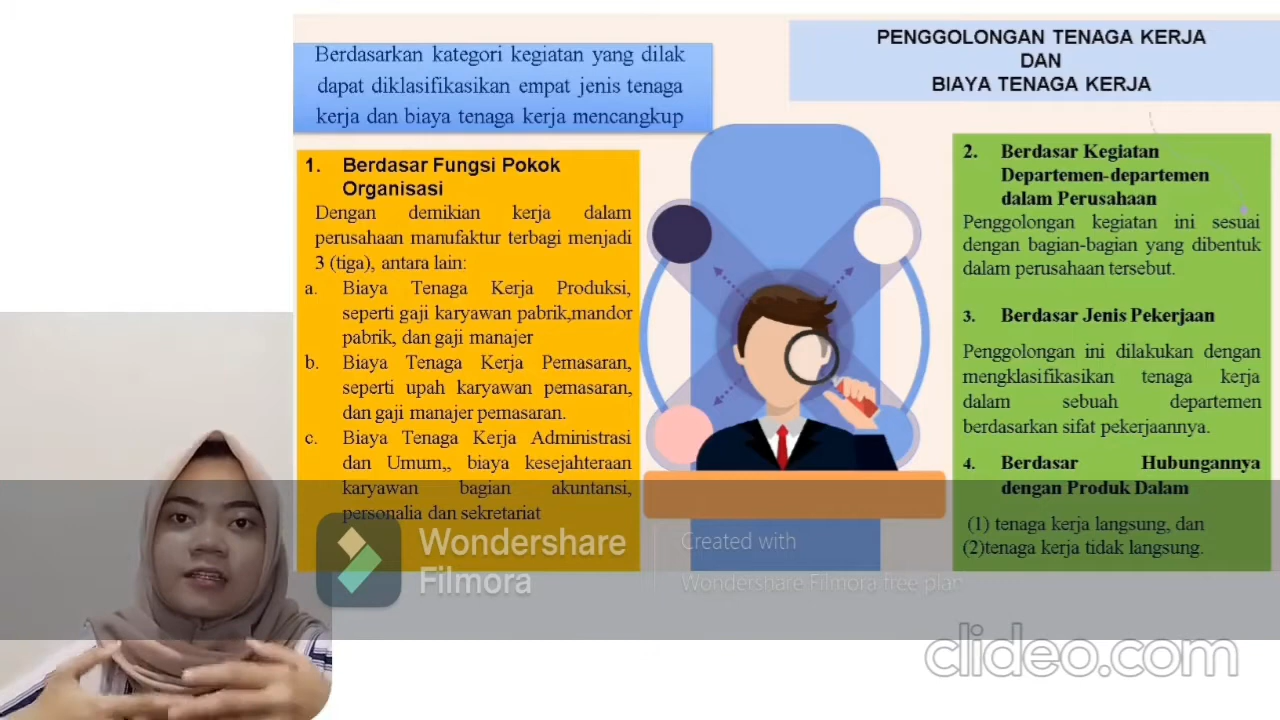 Berdasarkan kategori kegiatan yang dilak
dapat diklasifikasikan empat jenis tenaga
kerja dan biaya tenaga kerja mencangkup
PENGGOLONGAN TENAGA KERJA
DAN
BIAYA TENAGA KERJA
1. Berdasar Fungsi Pokok
Organisasi
Dengan demikian kerja dalam
perusahaan manufaktur terbagi menjadi
3 (tiga), antara lain:
a. Biaya Tenaga Kerja Produksi,
seperti gaji karyawan pabrik,mandor
pabrik, dan gaji manajer
b. Biaya Tenaga Kerja Pemasaran,
seperti upah karyawan pemasaran,
dan gaji manajer pemasaran.
c. Biaya Tenaga Kerja Administrasi
dan Umum,, biaya kesejahteraan
karyawan bagian akuntansi,
personalia dan sekretariat
2. Berdasar Kegiatan
Departemen-departemen
dalam Perusahaan
Penggolongan kegiatan ini sesuai
dengan bagian-bagian yang dibentuk
dalam perusahaan tersebut.
3. Berdasar Jenis Pekerjaan
Penggolongan ini dilakukan dengan
mengklasifikasikan tenaga kerja
dalam sebuah departemen
berdasarkan sifat pekerjaannya.
4. Berdasar Hubungannya
dengan Produk Dalam
(1) tenaga kerja langsung, dan
(2)tenaga kerja tidak langsung.
Wondershare
Filmora
Created with
Wondershare Filmora free plan
clideo.com